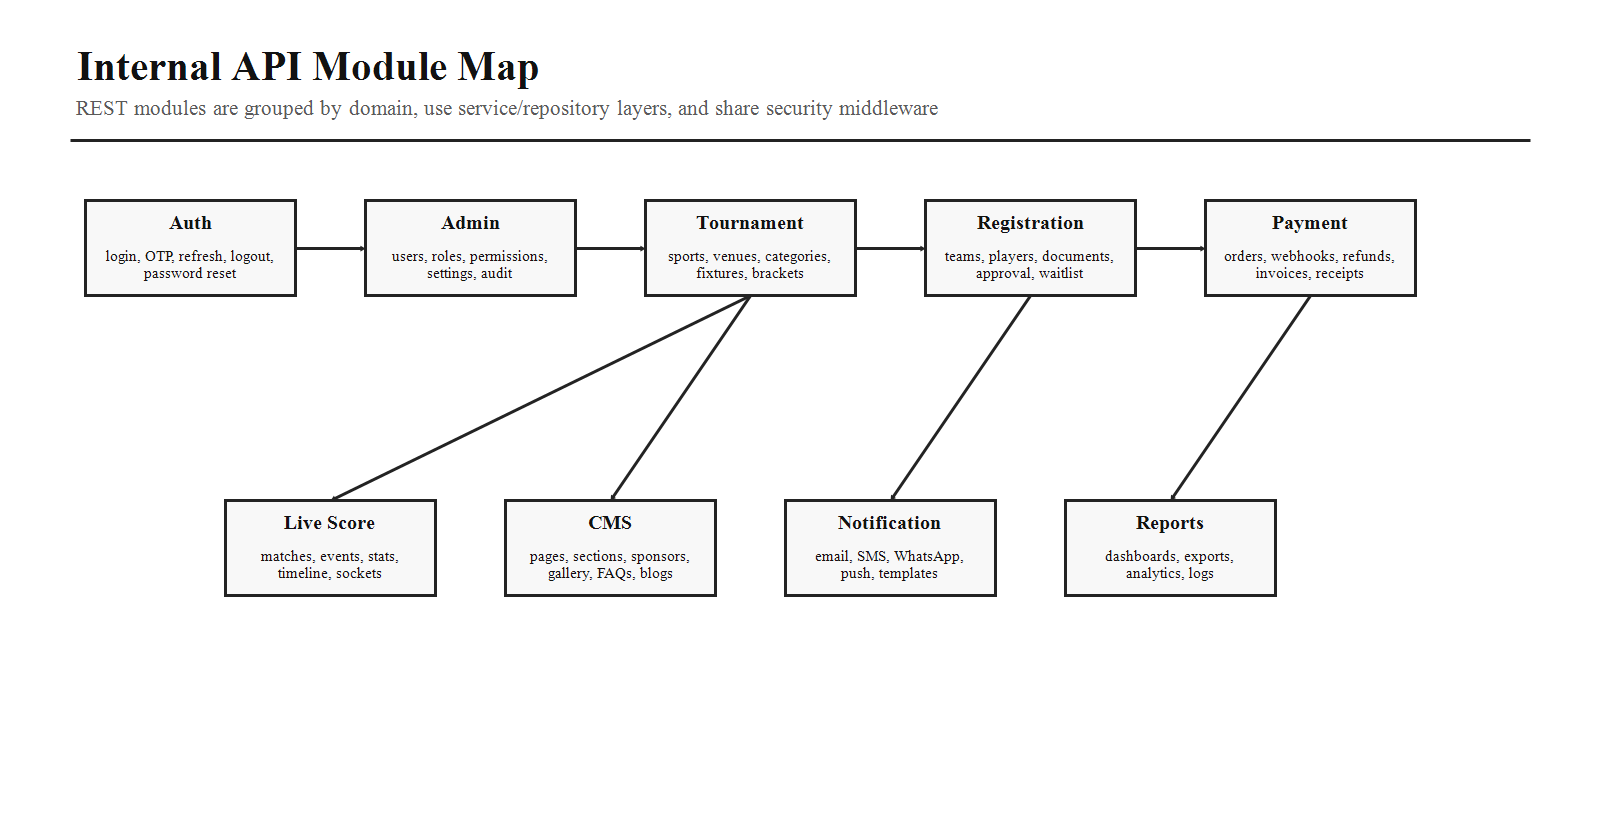 Internal API Module Map
REST modules are grouped by domain, use service/repository layers, and share security middleware
Auth
login, OTP, refresh, logout,
password reset
Admin
users, roles, permissions,
settings, audit
Tournament
sports, venues, categories,
fixtures, brackets
Registration
teams, players, documents,
approval, waitlist
Payment
orders, webhooks, refunds,
invoices, receipts
Live Score
matches, events, stats,
timeline, sockets
CMS
pages, sections, sponsors,
gallery, FAQs, blogs
Notification
email, SMS, WhatsApp,
push, templates
Reports
dashboards, exports,
analytics, logs